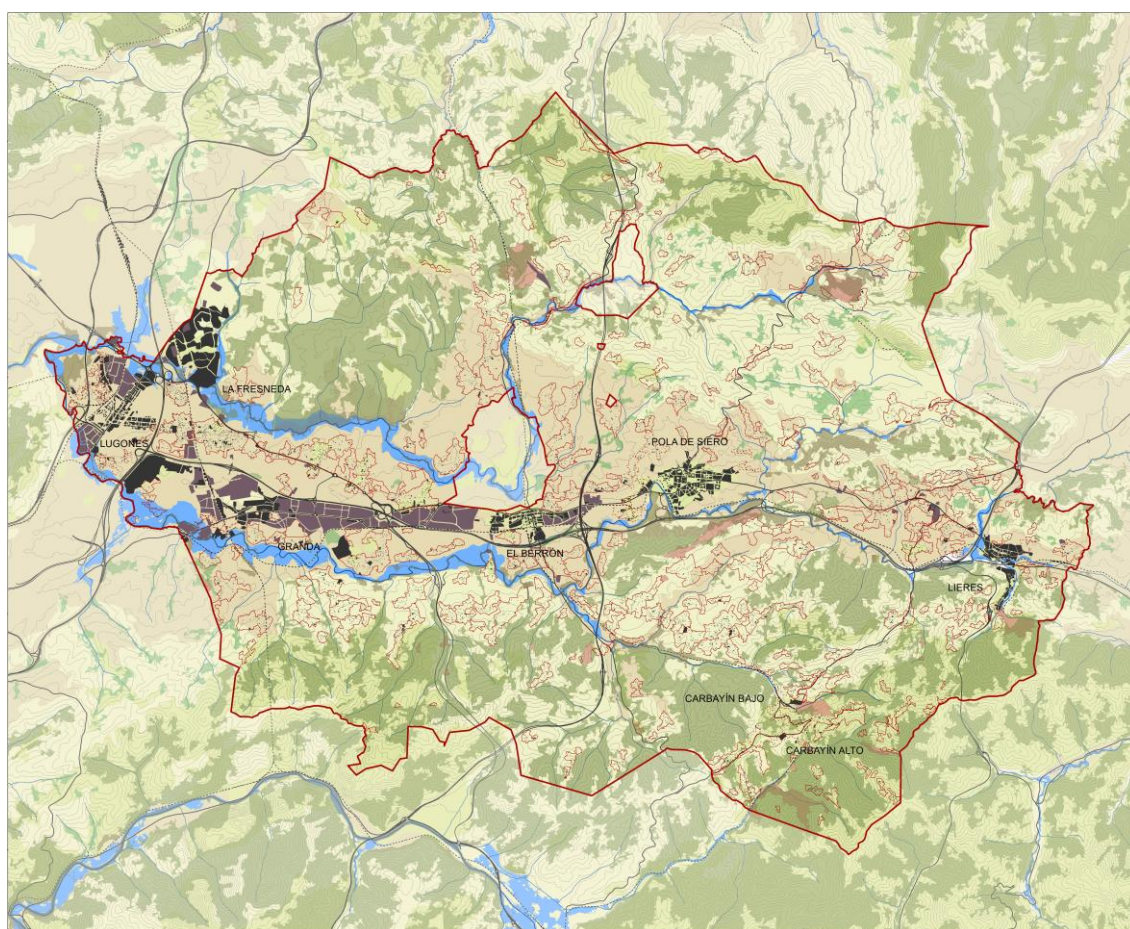 LA FRESNEDA
LUGONES
POLA DE SIERO
GRANDA
EL BERRÓN
LIERES
CARBAYÍN BAJO
CARBAYÍN ALTO